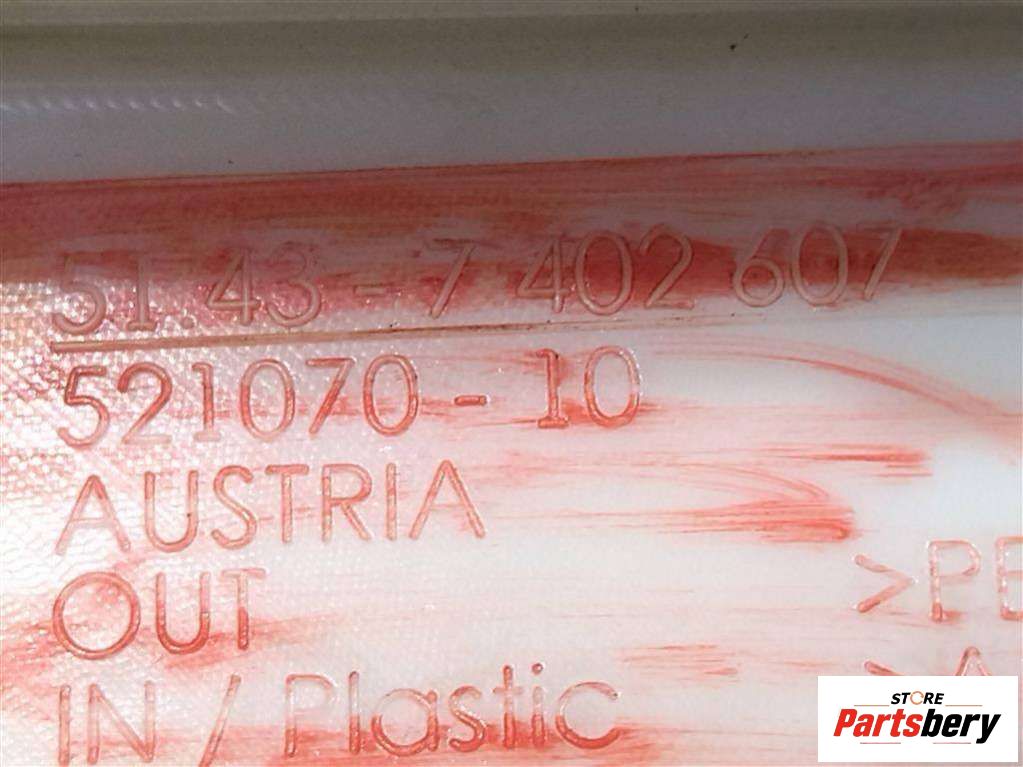 51.43-7 402 607
521070-10
AUSTRIA
OUT
IN / Plastic
STORE
Partsbery